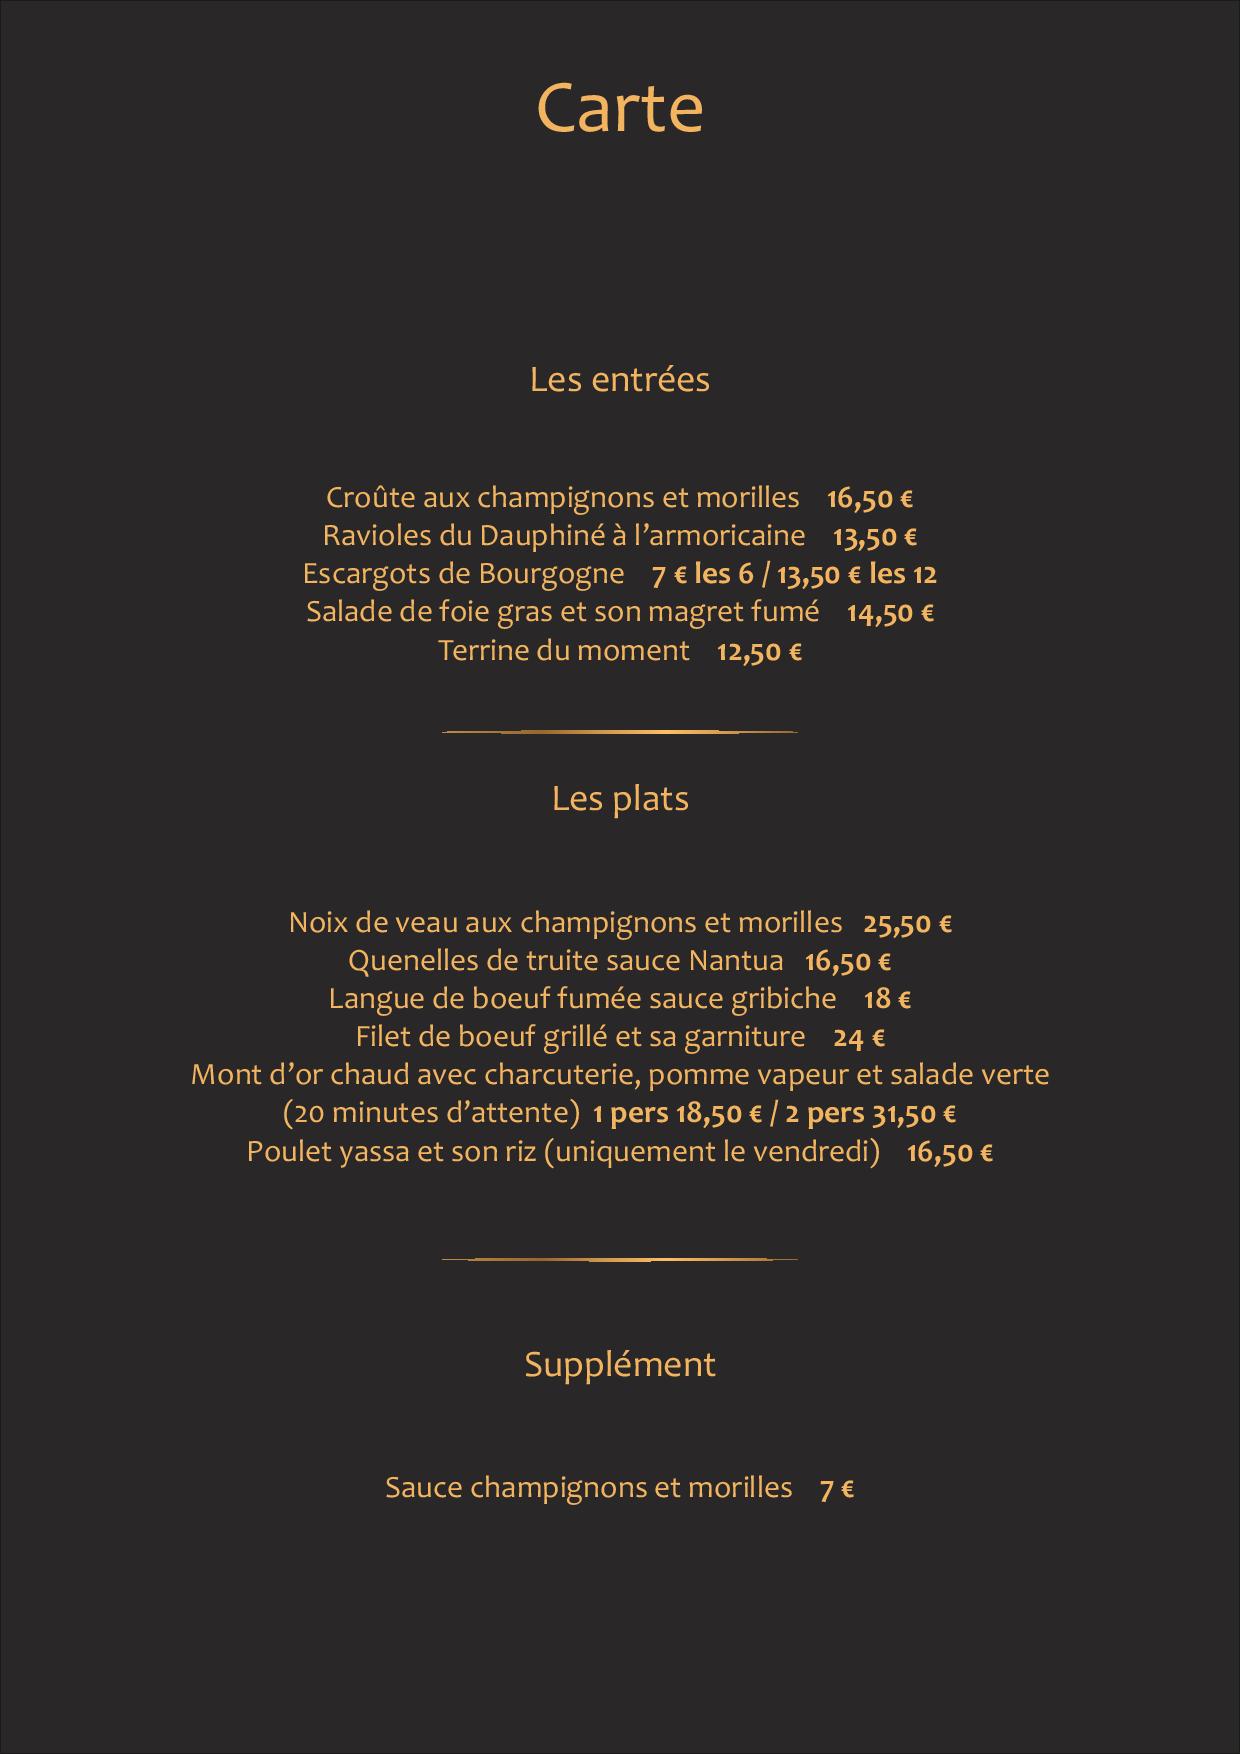 Carte
Les entrées
Croûte aux champignons et morilles 16,50 €
Ravioles du Dauphiné à l’armoricaine 13,50 €
Escargots de Bourgogne 7 € les 6 / 13,50 € les 12
Salade de foie gras et son magret fumé 14,50 €
Terrine du moment 12,50 €
Les plats
Noix de veau aux champignons et morilles 25,50 €
Quenelles de truite sauce Nantua 16,50 €
Langue de boeuf fumée sauce gribiche 18 €
Filet de boeuf grillé et sa garniture 24 €
Mont d’or chaud avec charcuterie, pomme vapeur et salade verte
(20 minutes d’attente) 1 pers 18,50 € / 2 pers 31,50 €
Poulet yassa et son riz (uniquement le vendredi) 16,50 €
Supplément
Sauce champignons et morilles 7 €